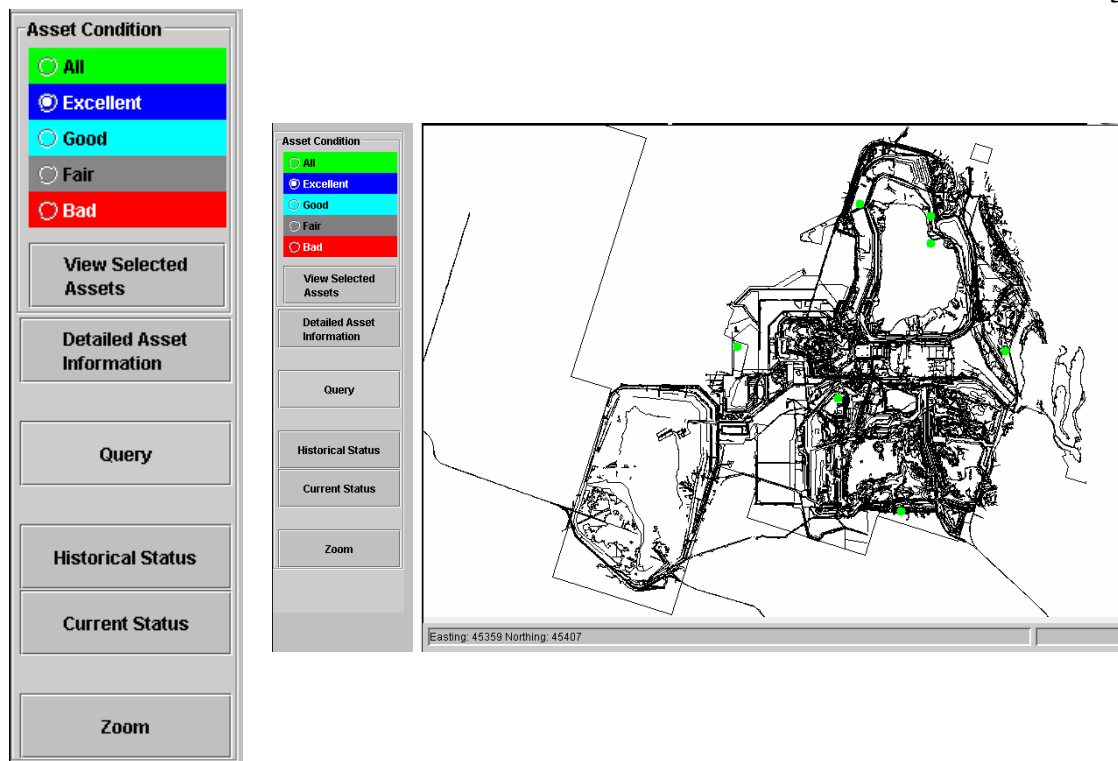 Asset Condition
All
Excellent
Good
Fair
Bad
View Selected
Assets
Detailed Asset
Information
Query
Historical Status
Current Status
Zoom
Asset Condition
All
Excellent
Good
Fair
Bad
View Selected
Assets
Detailed Asset
Information
Query
Historical Status
Current Status
Zoom
Easting: 45359 Northing: 45407